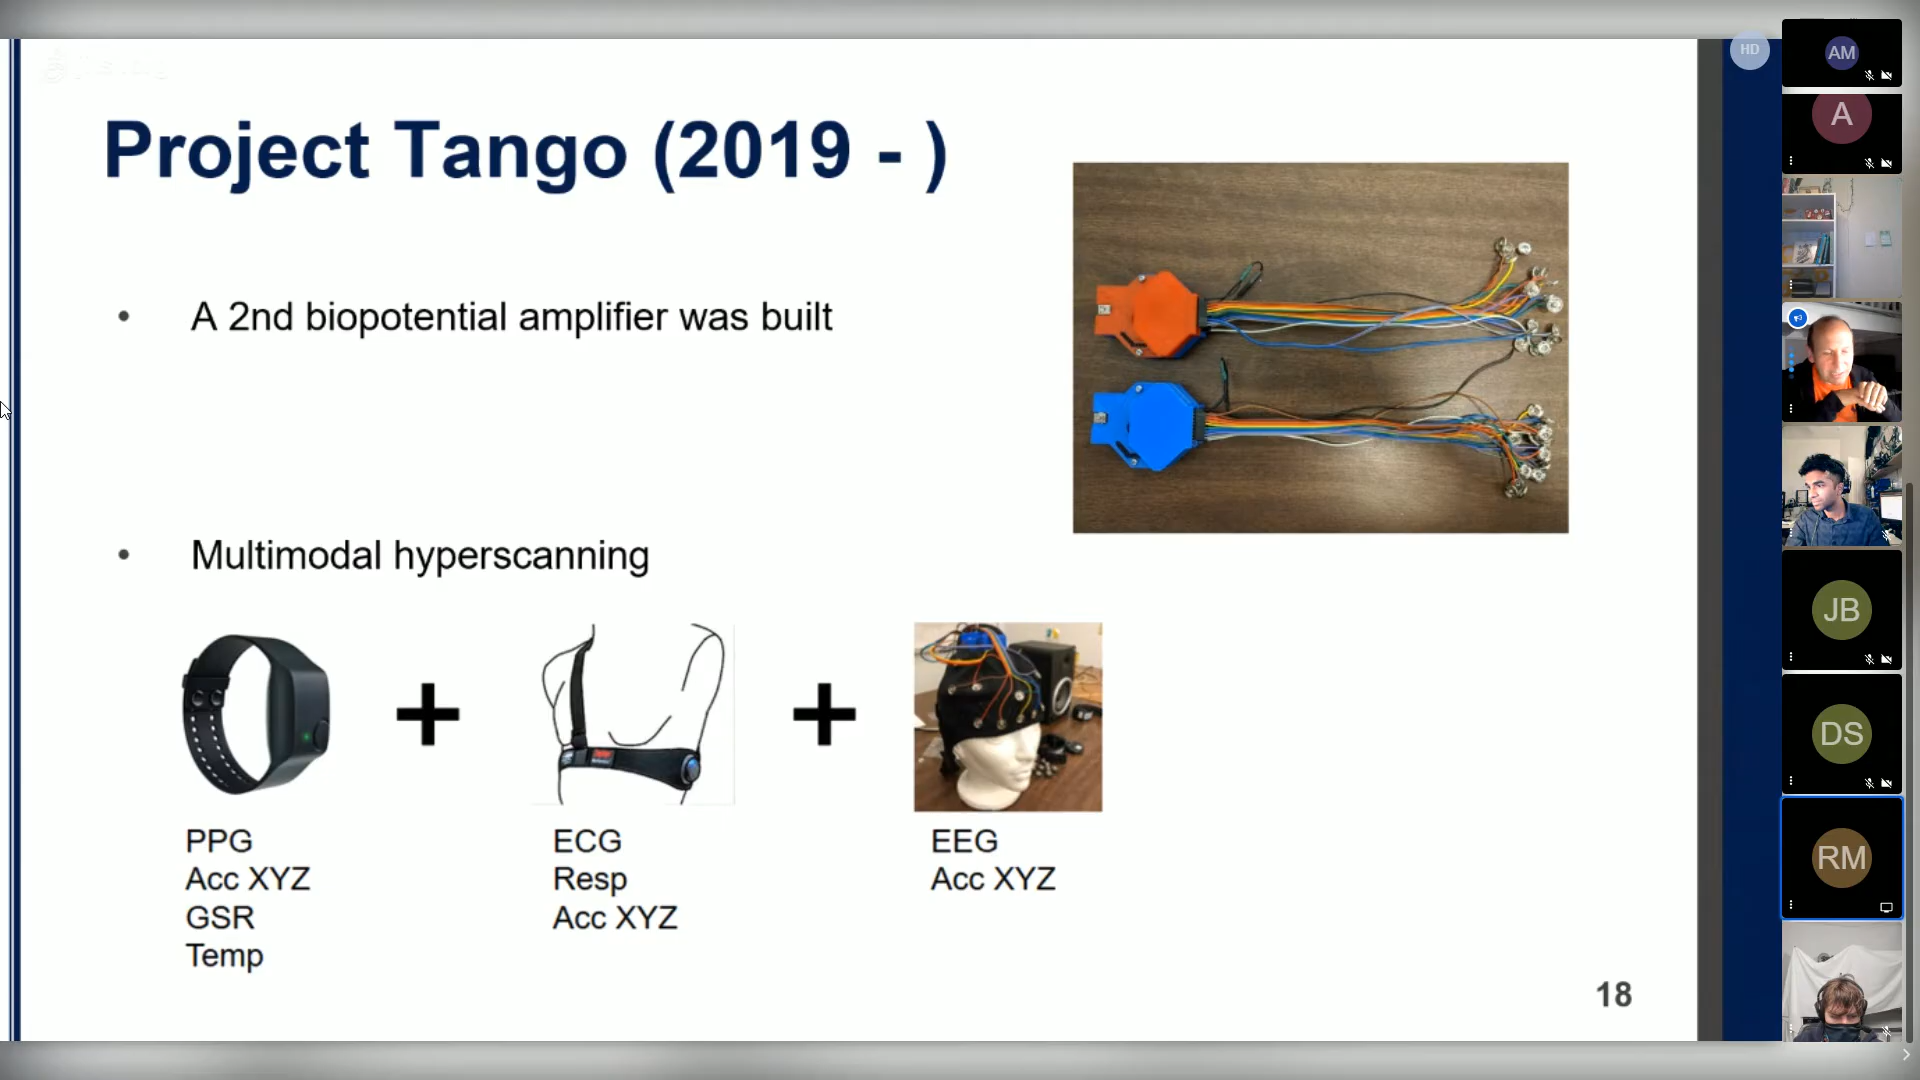 Project Tango (2019 - )
• A 2nd biopotential amplifier was built
• Multimodal hyperscanning
PPG
Acc XYZ
GSR
Temp
ECG
Resp
Acc XYZ
EEG
Acc XYZ
18
HD
AM
A
JB
DS
RM